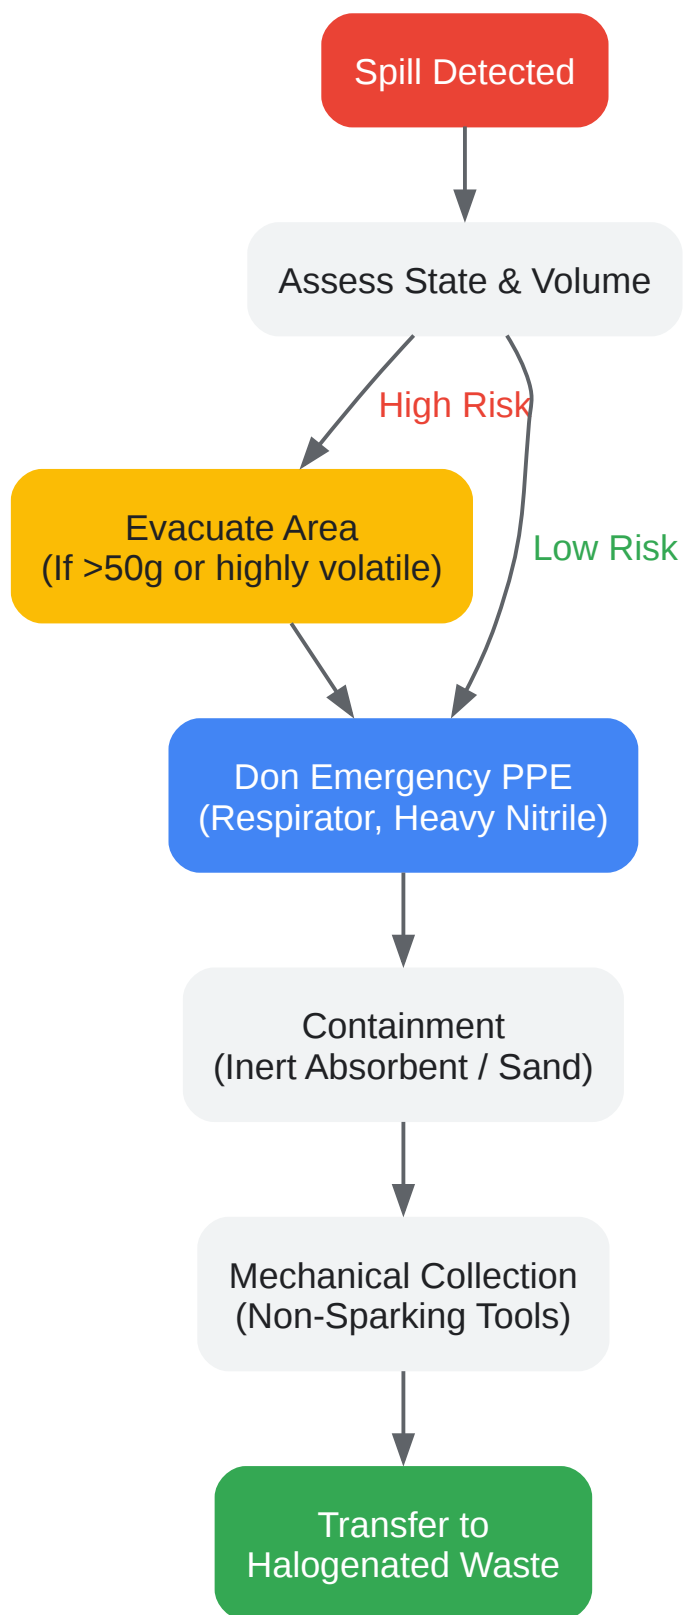 Spill Detected
Assess State & Volume
High Risk
Evacuate Area
(If >50g or highly volatile)
Low Risk
Don Emergency PPE
(Respirator, Heavy Nitrile)
Containment
(Inert Absorbent / Sand)
Mechanical Collection
(Non-Sparking Tools)
Transfer to
Halogenated Waste